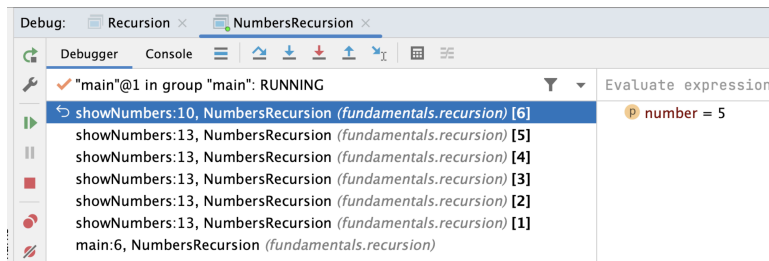 Debug: Recursion × NumbersRecursion ×
Debugger Console
"main"@1 in group "main": RUNNING
Evaluate expression
showNumbers:10, NumbersRecursion (fundamentals.recursion) [6]
p number = 5
showNumbers:13, NumbersRecursion (fundamentals.recursion) [5]
showNumbers:13, NumbersRecursion (fundamentals.recursion) [4]
showNumbers:13, NumbersRecursion (fundamentals.recursion) [3]
showNumbers:13, NumbersRecursion (fundamentals.recursion) [2]
showNumbers:13, NumbersRecursion (fundamentals.recursion) [1]
main:6, NumbersRecursion (fundamentals.recursion)